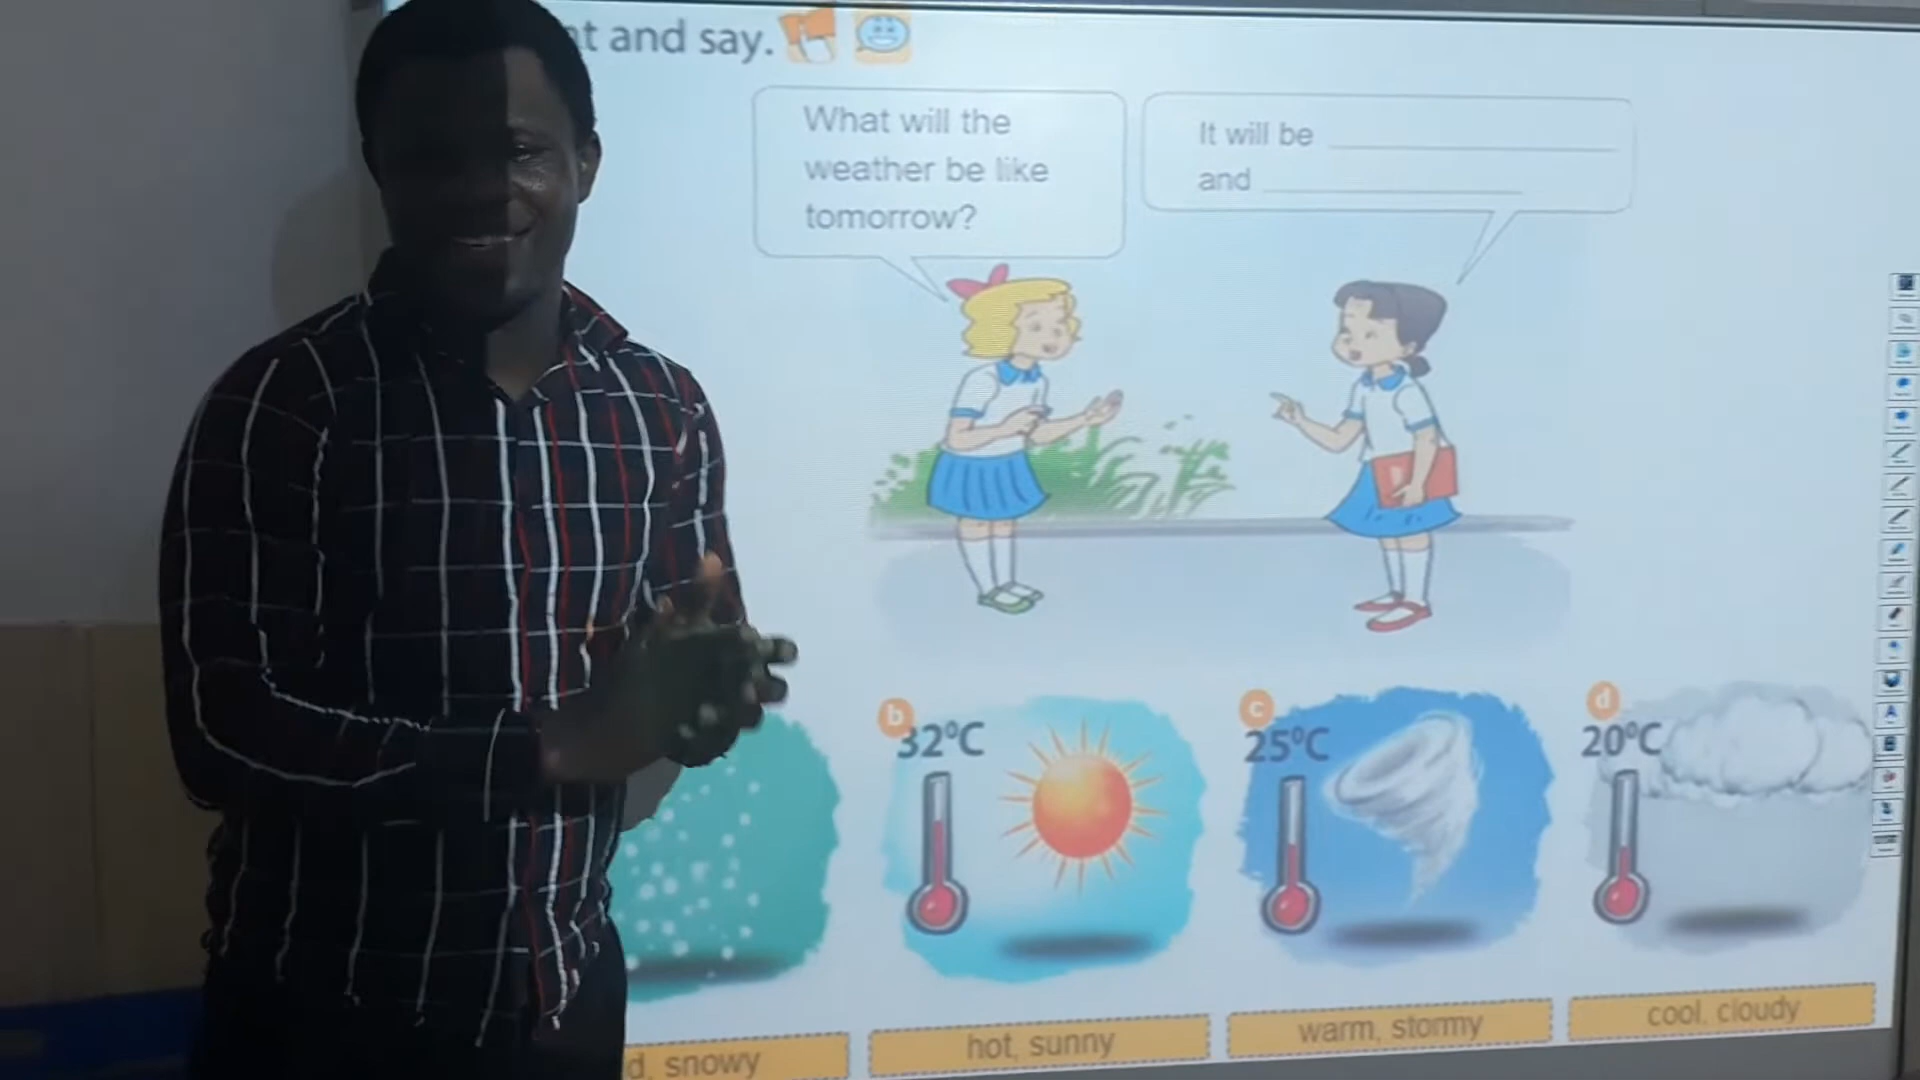 and say.
What will the
weather be like
tomorrow?
It will be
and
b
32°C
c
25°C
d
20°C
snowy
hot, sunny
warm, stormy
cool, cloudy